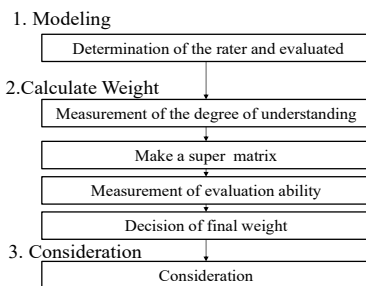 1. Modeling
Determination of the rater and evaluated
2.Calculate Weight
Measurement of the degree of understanding
Make a super matrix
Measurement of evaluation ability
Decision of final weight
3. Consideration
Consideration